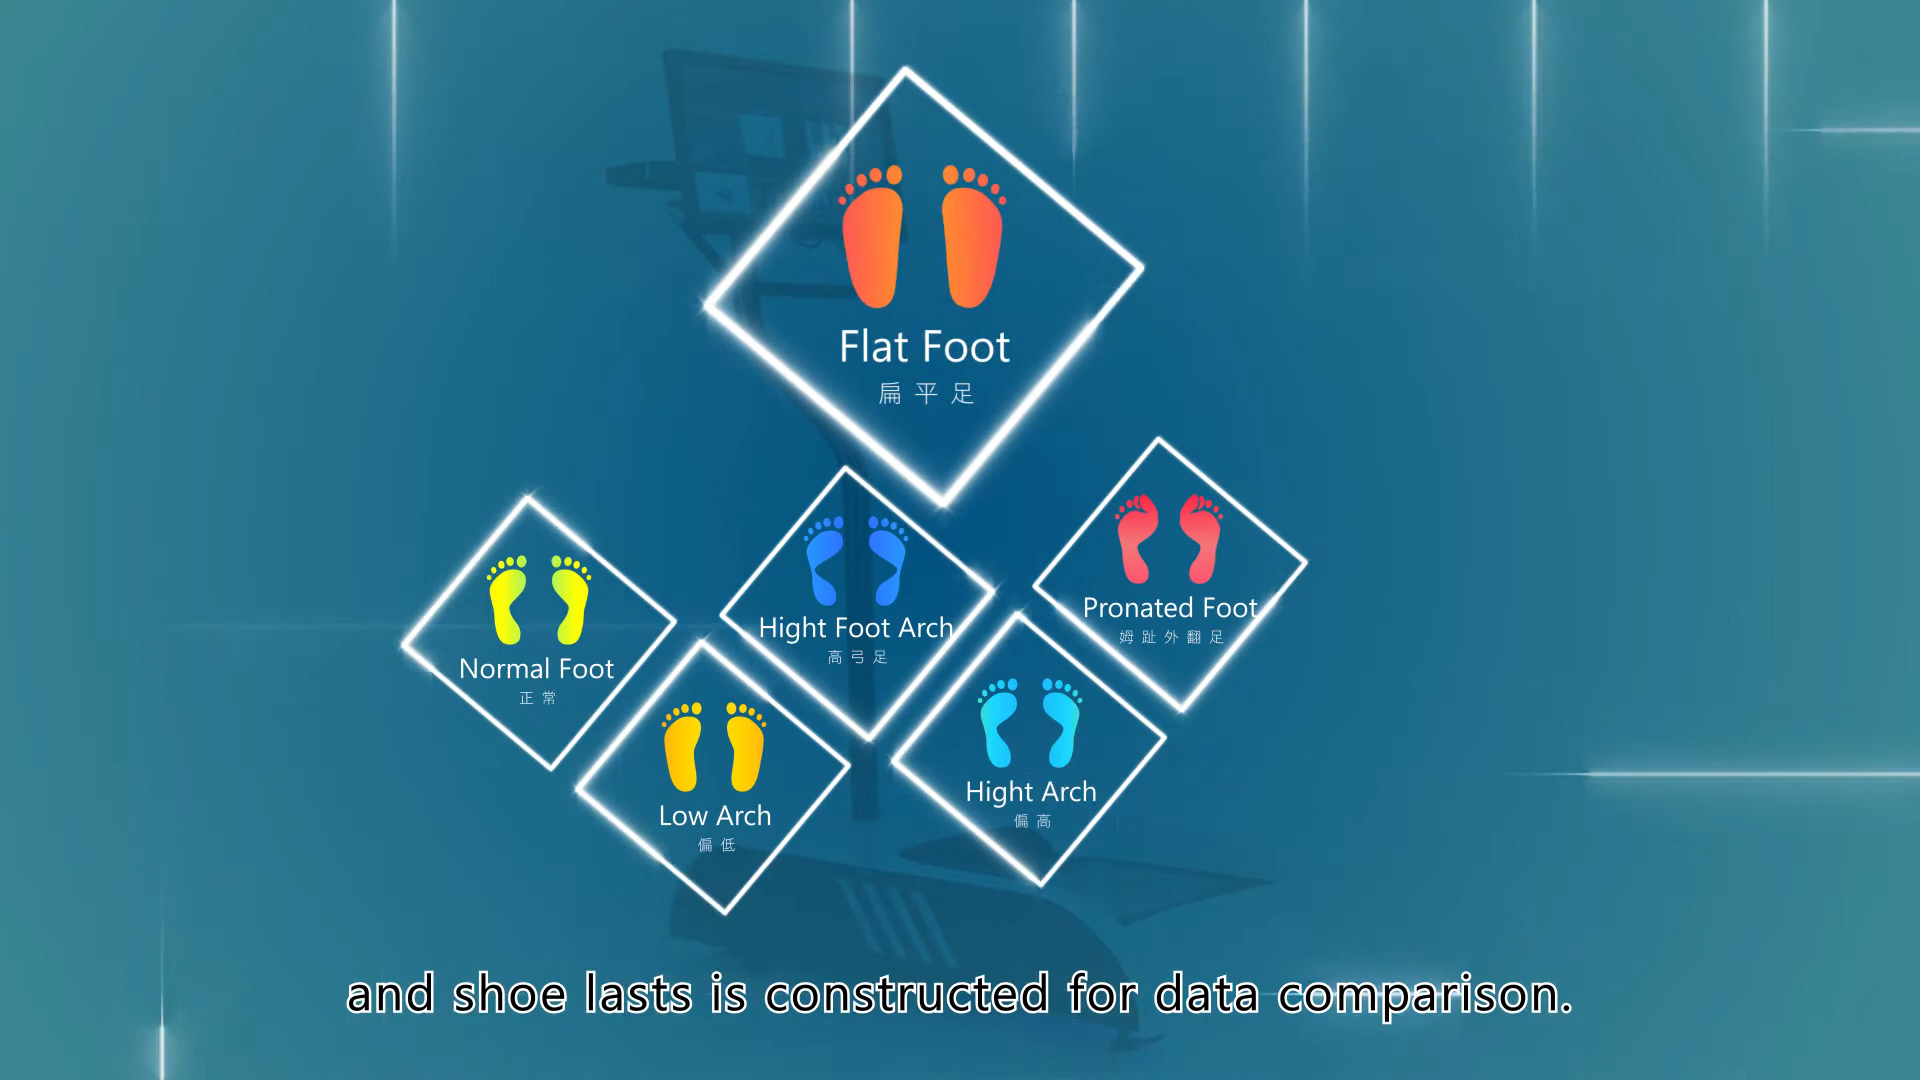 Flat Foot
扁平足
Normal Foot
正常
Hight Foot Arch
高弓足
Pronated Foot
姆趾外翻足
Low Arch
偏低
Hight Arch
偏高
and shoe lasts is constructed for data comparison.